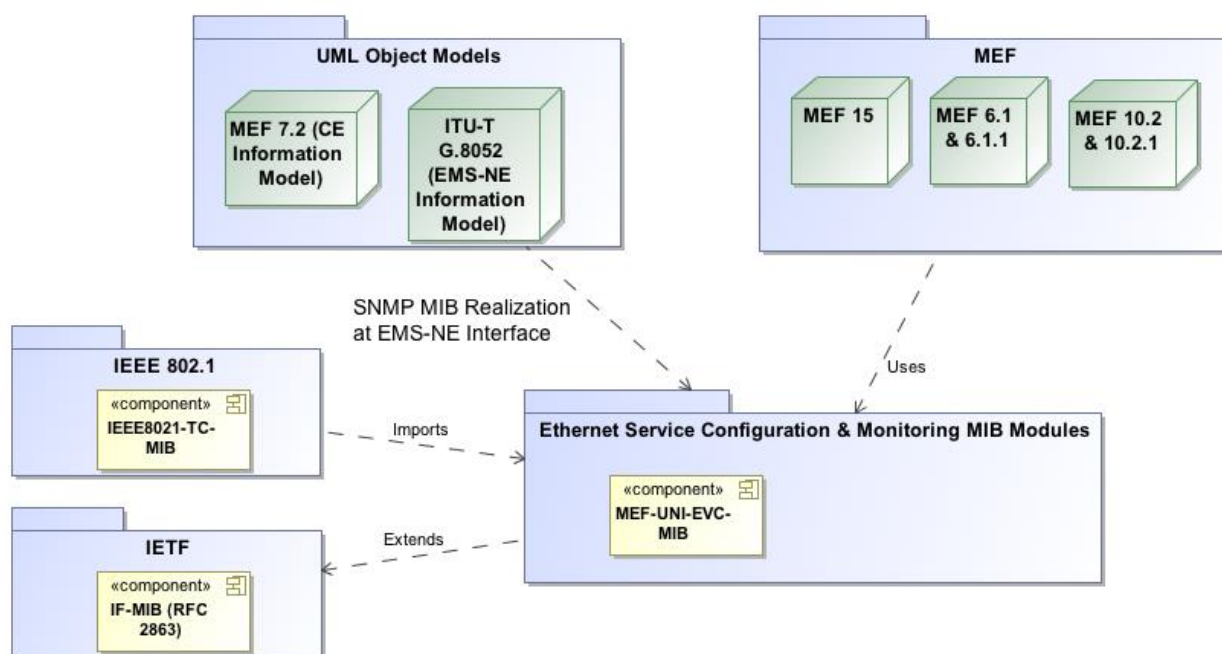 UML Object Models
MEF 7.2 (CE
Information
Model)
ITU-T
G.8052
(EMS-NE
Information
Model)
MEF
MEF 15
MEF 6.1
& 6.1.1
MEF 10.2
& 10.2.1
SNMP MIB Realization
at EMS-NE Interface
Uses
IEEE 802.1
«component»
IEEE8021-TC-
MIB
Imports
Ethernet Service Configuration & Monitoring MIB Modules
«component»
MEF-UNI-EVC-
MIB
Extends
IETF
«component»
IF-MIB (RFC
2863)